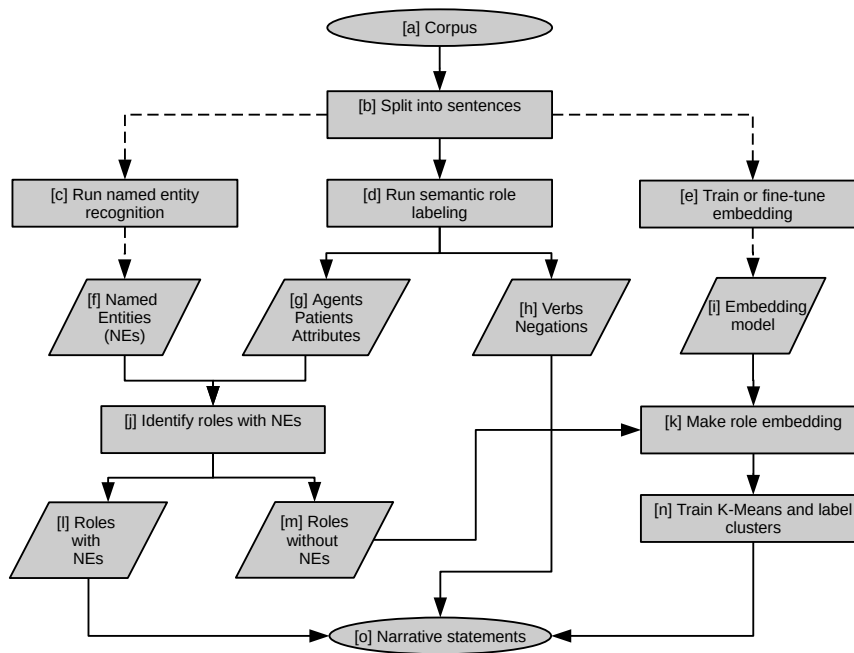 [a] Corpus
[b] Split into sentences
[c] Run named entity
recognition
[d] Run semantic role
labeling
[e] Train or fine-tune
embedding
[f] Named
Entities
(NEs)
[g] Agents
Patients
Attributes
[h] Verbs
Negations
[i] Embedding
model
[j] Identify roles with NEs
[k] Make role embedding
[l] Roles
with
NEs
[m] Roles
without
NEs
[n] Train K-Means and label
clusters
[o] Narrative statements